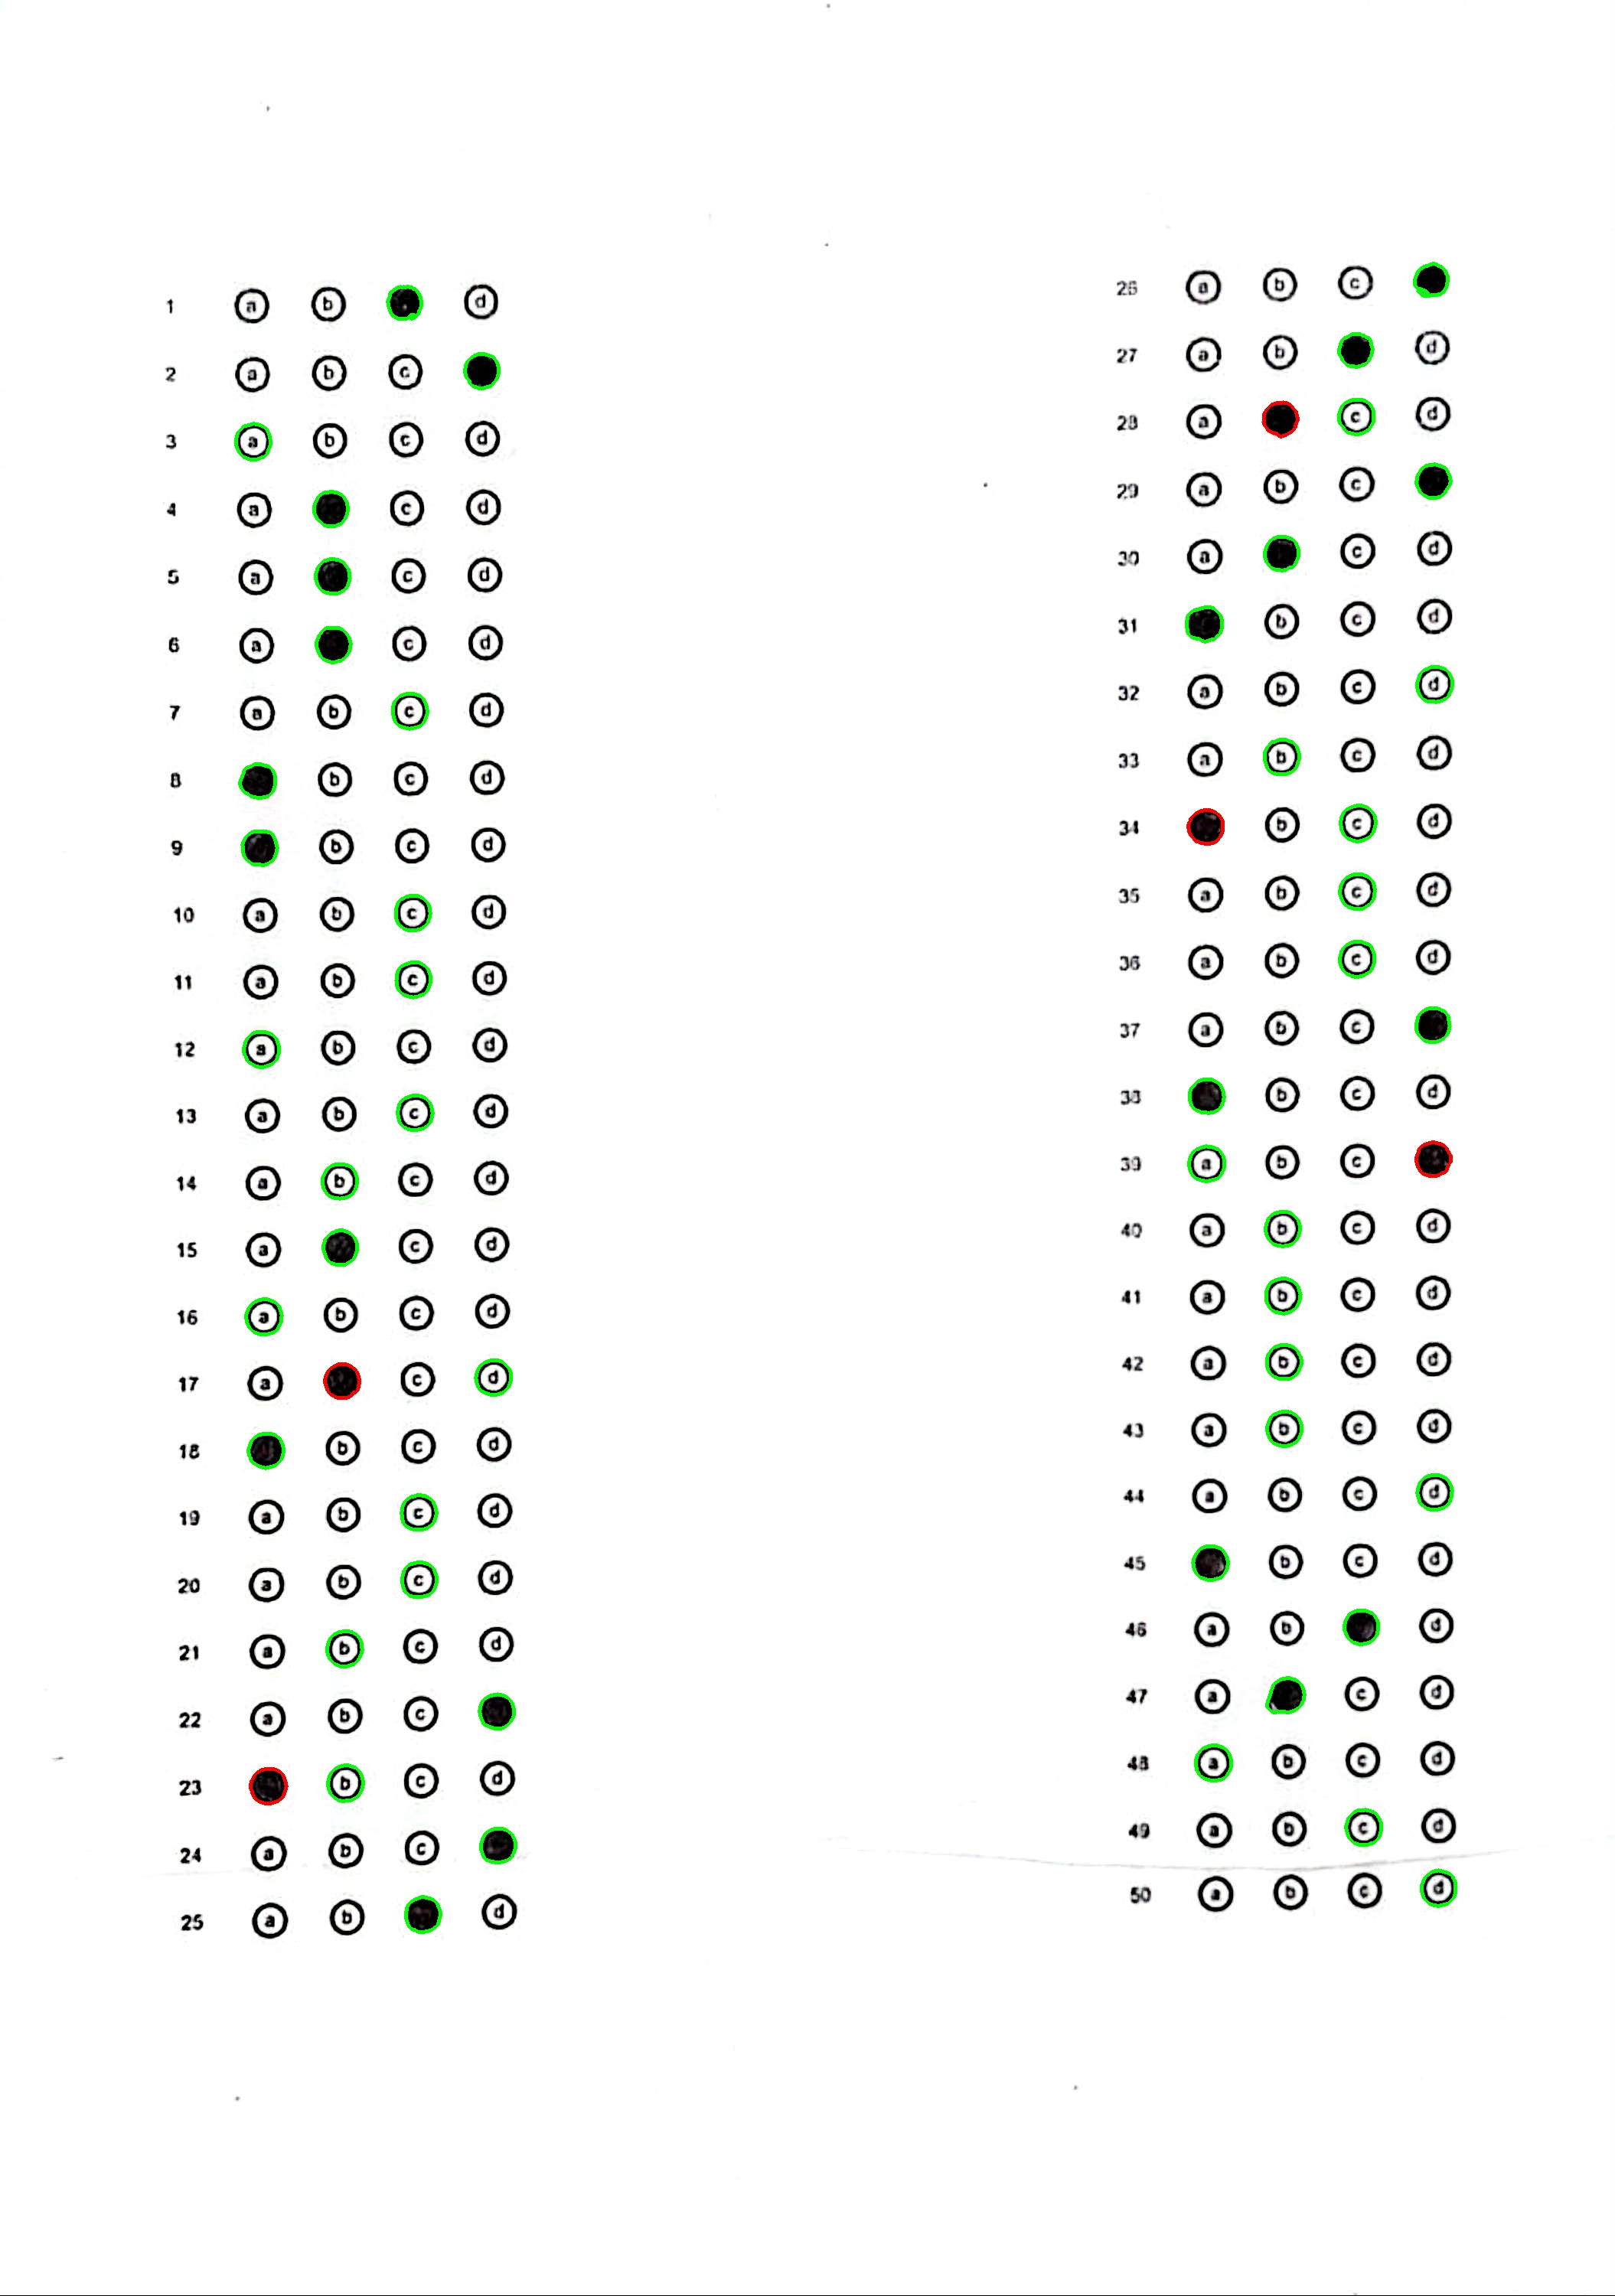 1 a b d
2 a b c
3 a b c d
4 a c d
5 a c d
6 a c d
7 a b c d
8 b c d
9 b c d
10 a b c d
11 a b c d
12 a b c d
13 a b c d
14 a b c d
15 a c d
16 a b c d
17 a c d
18 b c d
19 a b c d
20 a b c d
21 a b c d
22 a b c
23 b c d
24 a b c
25 a b d
26 a b c
27 a b d
28 a c d
29 a b c
30 a c d
31 b c d
32 a b c d
33 a b c d
34 b c d
35 a b c d
36 a b c d
37 a b c
38 b c d
39 a b c
40 a b c d
41 a b c d
42 a b c d
43 a b c d
44 a b c d
45 b c d
46 a b d
47 a c d
48 a b c d
49 a b c d
50 a b c d